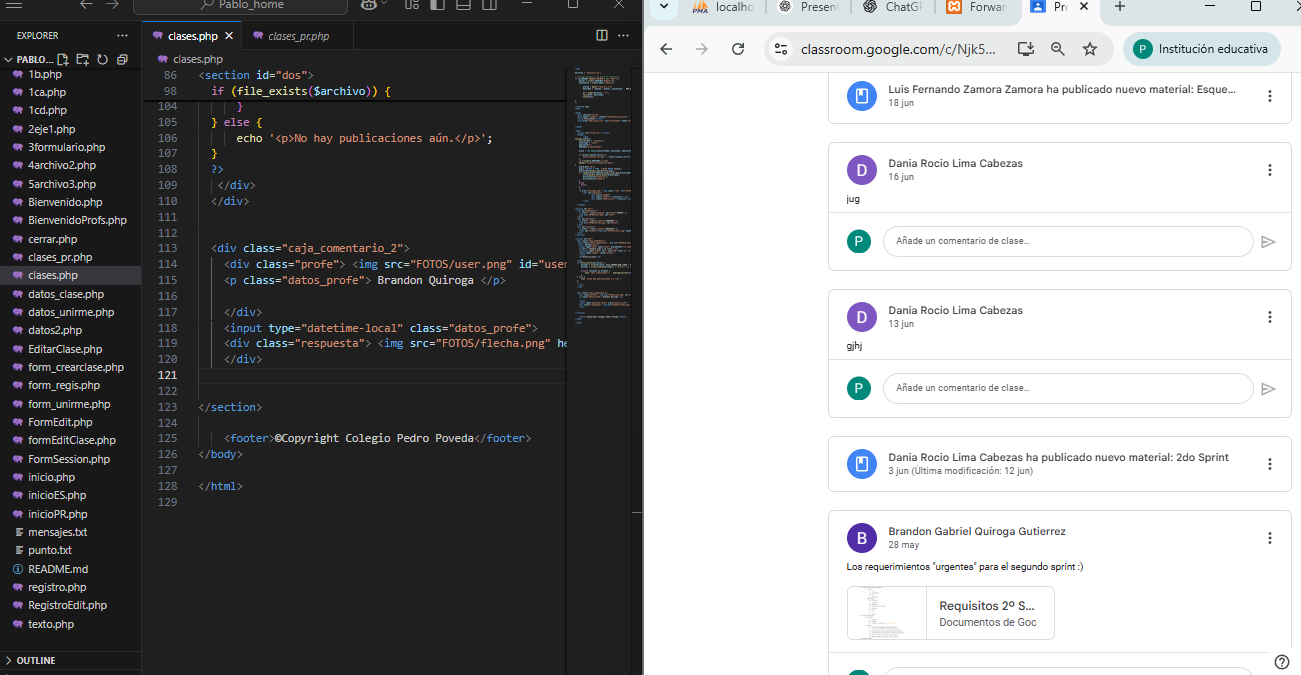 Pablo_home
EXPLORER
PABLO...
1b.php
1ca.php
1cd.php
2eje1.php
3formulario.php
4archivo2.php
5archivo3.php
Bienvenido.php
BienvenidoProfs.php
cerrar.php
clases_pr.php
clases.php
datos_clase.php
datos_unirme.php
datos2.php
EditarClase.php
form_crearclase.php
form_regis.php
form_unirme.php
FormEdit.php
formEditClase.php
FormSession.php
inicio.php
inicioES.php
inicioPR.php
mensajes.txt
punto.txt
README.md
registro.php
RegistroEdit.php
texto.php
OUTLINE
clases.php
clases_pr.php
clases.php
86 <section id="dos">
98 if (file_exists($archivo)) {
104 }
105 } else {
106 echo '<p>No hay publicaciones aún.</p>';
107 }
108 ?>
109 </div>
110 </div>
111
112
113 <div class="caja_comentario_2">
114 <div class="profe"> <img src="FOTOS/user.png" id="user
115 <p class="datos_profe"> Brandon Quiroga </p>
116
117 </div>
118 <input type="datetime-local" class="datos_profe">
119 <div class="respuesta"> <img src="FOTOS/flecha.png" he
120 </div>
121
122
123 </section>
124
125 <footer>©Copyright Colegio Pedro Poveda</footer>
126 </body>
127
128 </html>
129
PMA localho
Present
ChatGP
Forwar
Pro
classroom.google.com/c/Njk5...
P Institución educativa
Luis Fernando Zamora Zamora ha publicado nuevo material: Esque...
18 jun
D Dania Rocio Lima Cabezas
16 jun
jug
P Añade un comentario de clase...
D Dania Rocio Lima Cabezas
13 jun
gjhj
P Añade un comentario de clase...
Dania Rocio Lima Cabezas ha publicado nuevo material: 2do Sprint
3 jun (Última modificación: 12 jun)
B Brandon Gabriel Quiroga Gutierrez
28 may
Los requerimientos "urgentes" para el segundo sprint :)
Requisitos 2º S...
Documentos de Goc